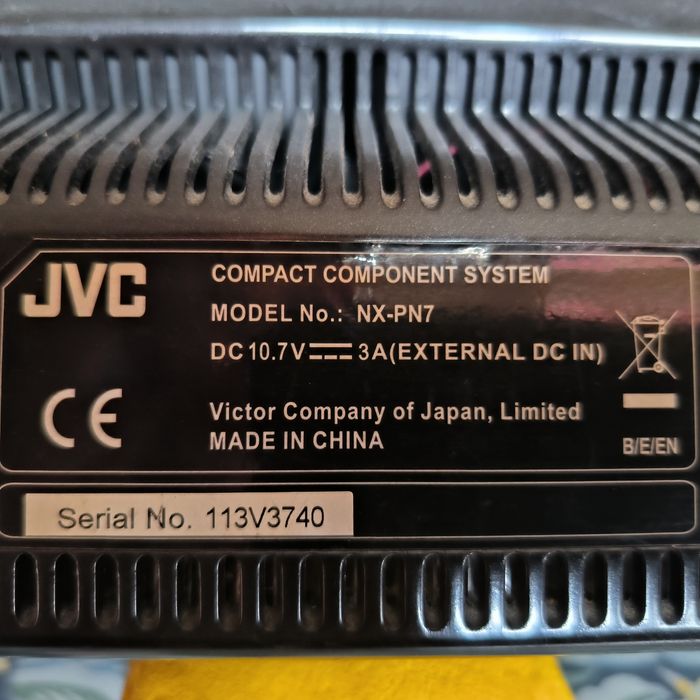 JVC
COMPACT COMPONENT SYSTEM
MODEL No.: NX-PN7
DC 10.7V ⎓ 3A(EXTERNAL DC IN)
CE
Victor Company of Japan, Limited
MADE IN CHINA
B/E/EN
Serial No. 113V3740